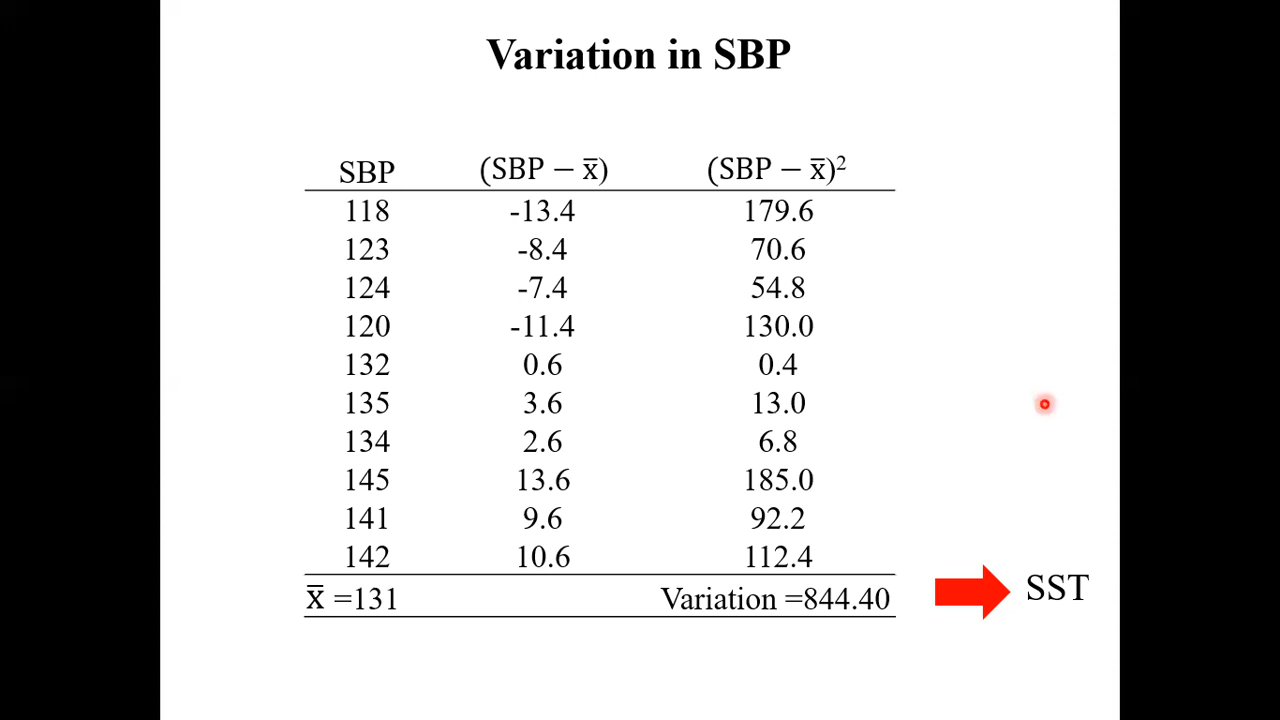 Variation in SBP
SBP (SBP − x̅) (SBP − x̅)²
118 -13.4 179.6
123 -8.4 70.6
124 -7.4 54.8
120 -11.4 130.0
132 0.6 0.4
135 3.6 13.0
134 2.6 6.8
145 13.6 185.0
141 9.6 92.2
142 10.6 112.4
x̅ =131 Variation =844.40 SST